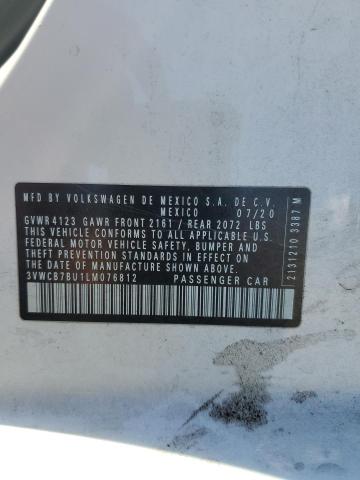 MFD BY VOLKSWAGEN DE MEXICO S.A. DE C.V.
MEXICO 07/20
GVWR 4123 GAWR FRONT 2161 / REAR 2072 LBS
THIS VEHICLE CONFORMS TO ALL APPLICABLE U.S.
FEDERAL MOTOR VEHICLE SAFETY, BUMPER AND
THEFT PREVENTION STANDARDS IN EFFECT ON
THE DATE OF MANUFACTURE SHOWN ABOVE.
3VWCB7BU1LM076812 PASSENGER CAR
2131210 3387 M